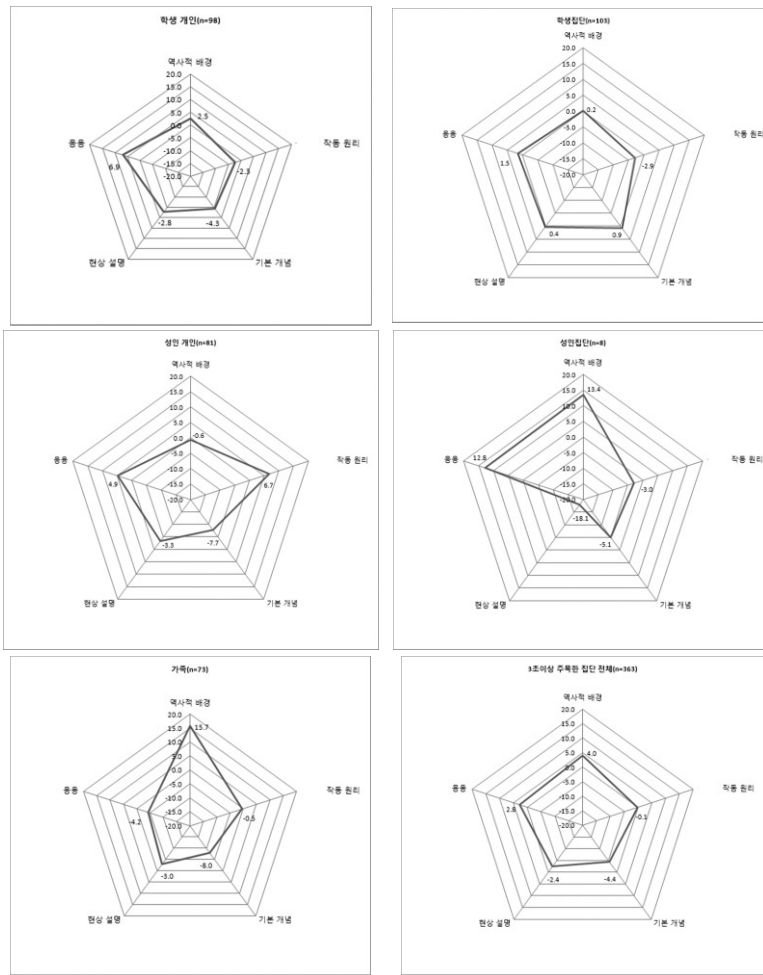 학생 개인(n=98)
역사적 배경
20.0
15.0
10.0
5.0
0.0
-5.0
-10.0
-15.0
-20.0
2.5
작동 원리
-2.3
기본 개념
-4.3
현상 설명
-2.8
응용
6.9
학생집단(n=103)
역사적 배경
20.0
15.0
10.0
5.0
0.0
-5.0
-10.0
-15.0
-20.0
0.2
작동 원리
-2.9
기본 개념
0.9
현상 설명
0.4
응용
1.5
성인 개인(n=81)
역사적 배경
20.0
15.0
10.0
5.0
0.0
-5.0
-10.0
-15.0
-20.0
-0.6
작동 원리
6.7
기본 개념
-7.7
현상 설명
-3.3
응용
4.9
성인집단(n=8)
역사적 배경
20.0
15.0
10.0
5.0
0.0
-5.0
-10.0
-15.0
-20.0
13.4
작동 원리
-3.0
기본 개념
-5.1
현상 설명
-18.1
응용
12.8
가족(n=73)
역사적 배경
20.0
15.0
10.0
5.0
0.0
-5.0
-10.0
-15.0
-20.0
15.7
작동 원리
-0.5
기본 개념
-8.0
현상 설명
-3.0
응용
-4.2
3초이상 주목한 집단 전체(n=363)
역사적 배경
20.0
15.0
10.0
5.0
0.0
-5.0
-10.0
-15.0
-20.0
4.0
작동 원리
-0.1
기본 개념
-4.4
현상 설명
-2.4
응용
2.8